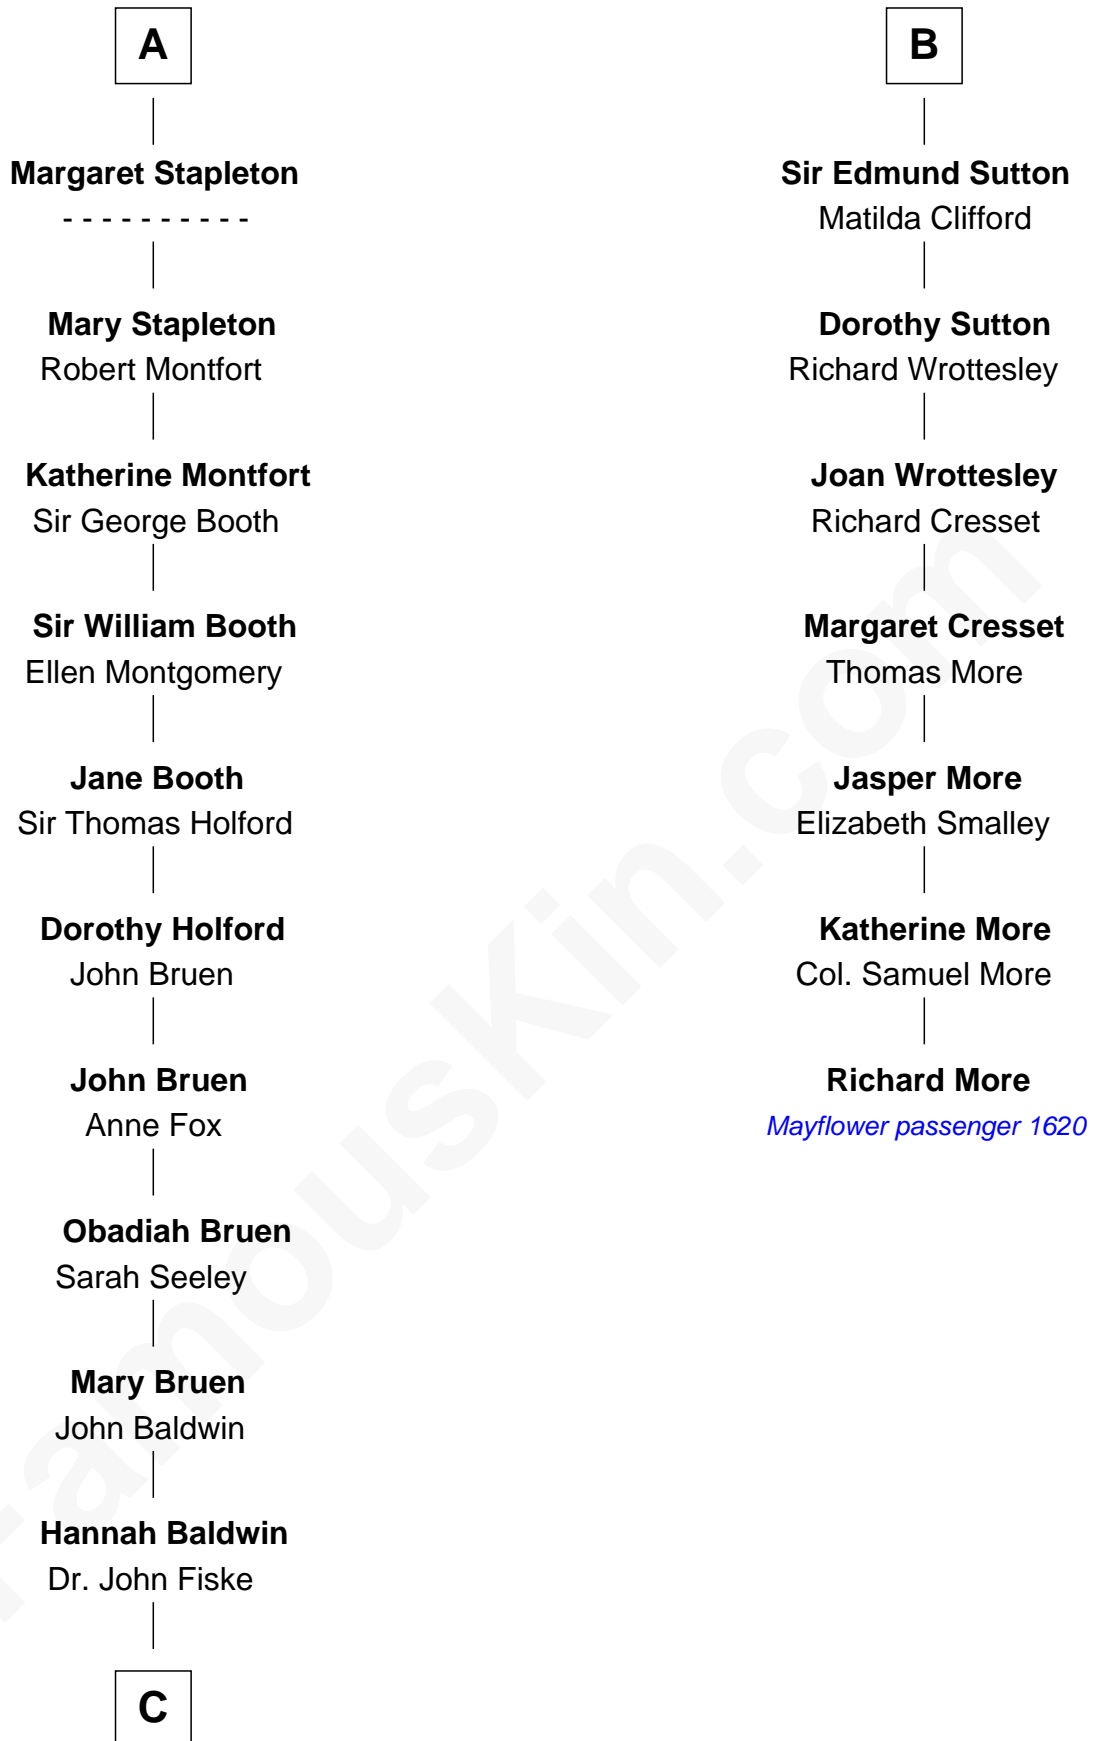 A
Margaret Stapleton
- - - - - - - - - -
Mary Stapleton
Robert Montfort
Katherine Montfort
Sir George Booth
Sir William Booth
Ellen Montgomery
Jane Booth
Sir Thomas Holford
Dorothy Holford
John Bruen
John Bruen
Anne Fox
Obadiah Bruen
Sarah Seeley
Mary Bruen
John Baldwin
Hannah Baldwin
Dr. John Fiske
C
B
Sir Edmund Sutton
Matilda Clifford
Dorothy Sutton
Richard Wrottesley
Joan Wrottesley
Richard Cresset
Margaret Cresset
Thomas More
Jasper More
Elizabeth Smalley
Katherine More
Col. Samuel More
Richard More
Mayflower passenger 1620
FamousKin.com